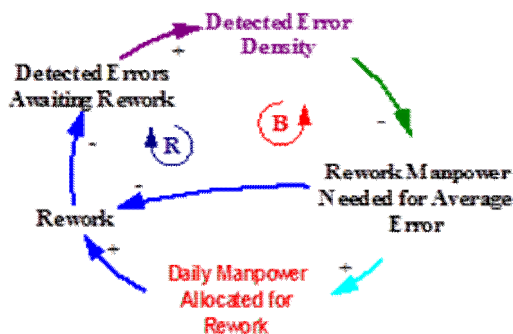 Detected Error
Density
+
Detected Errors
Awaiting Rework
-
-
R
B
-
Rework Manpower
Needed for Average
Error
Rework
+
+
Daily Manpower
Allocated for
Rework